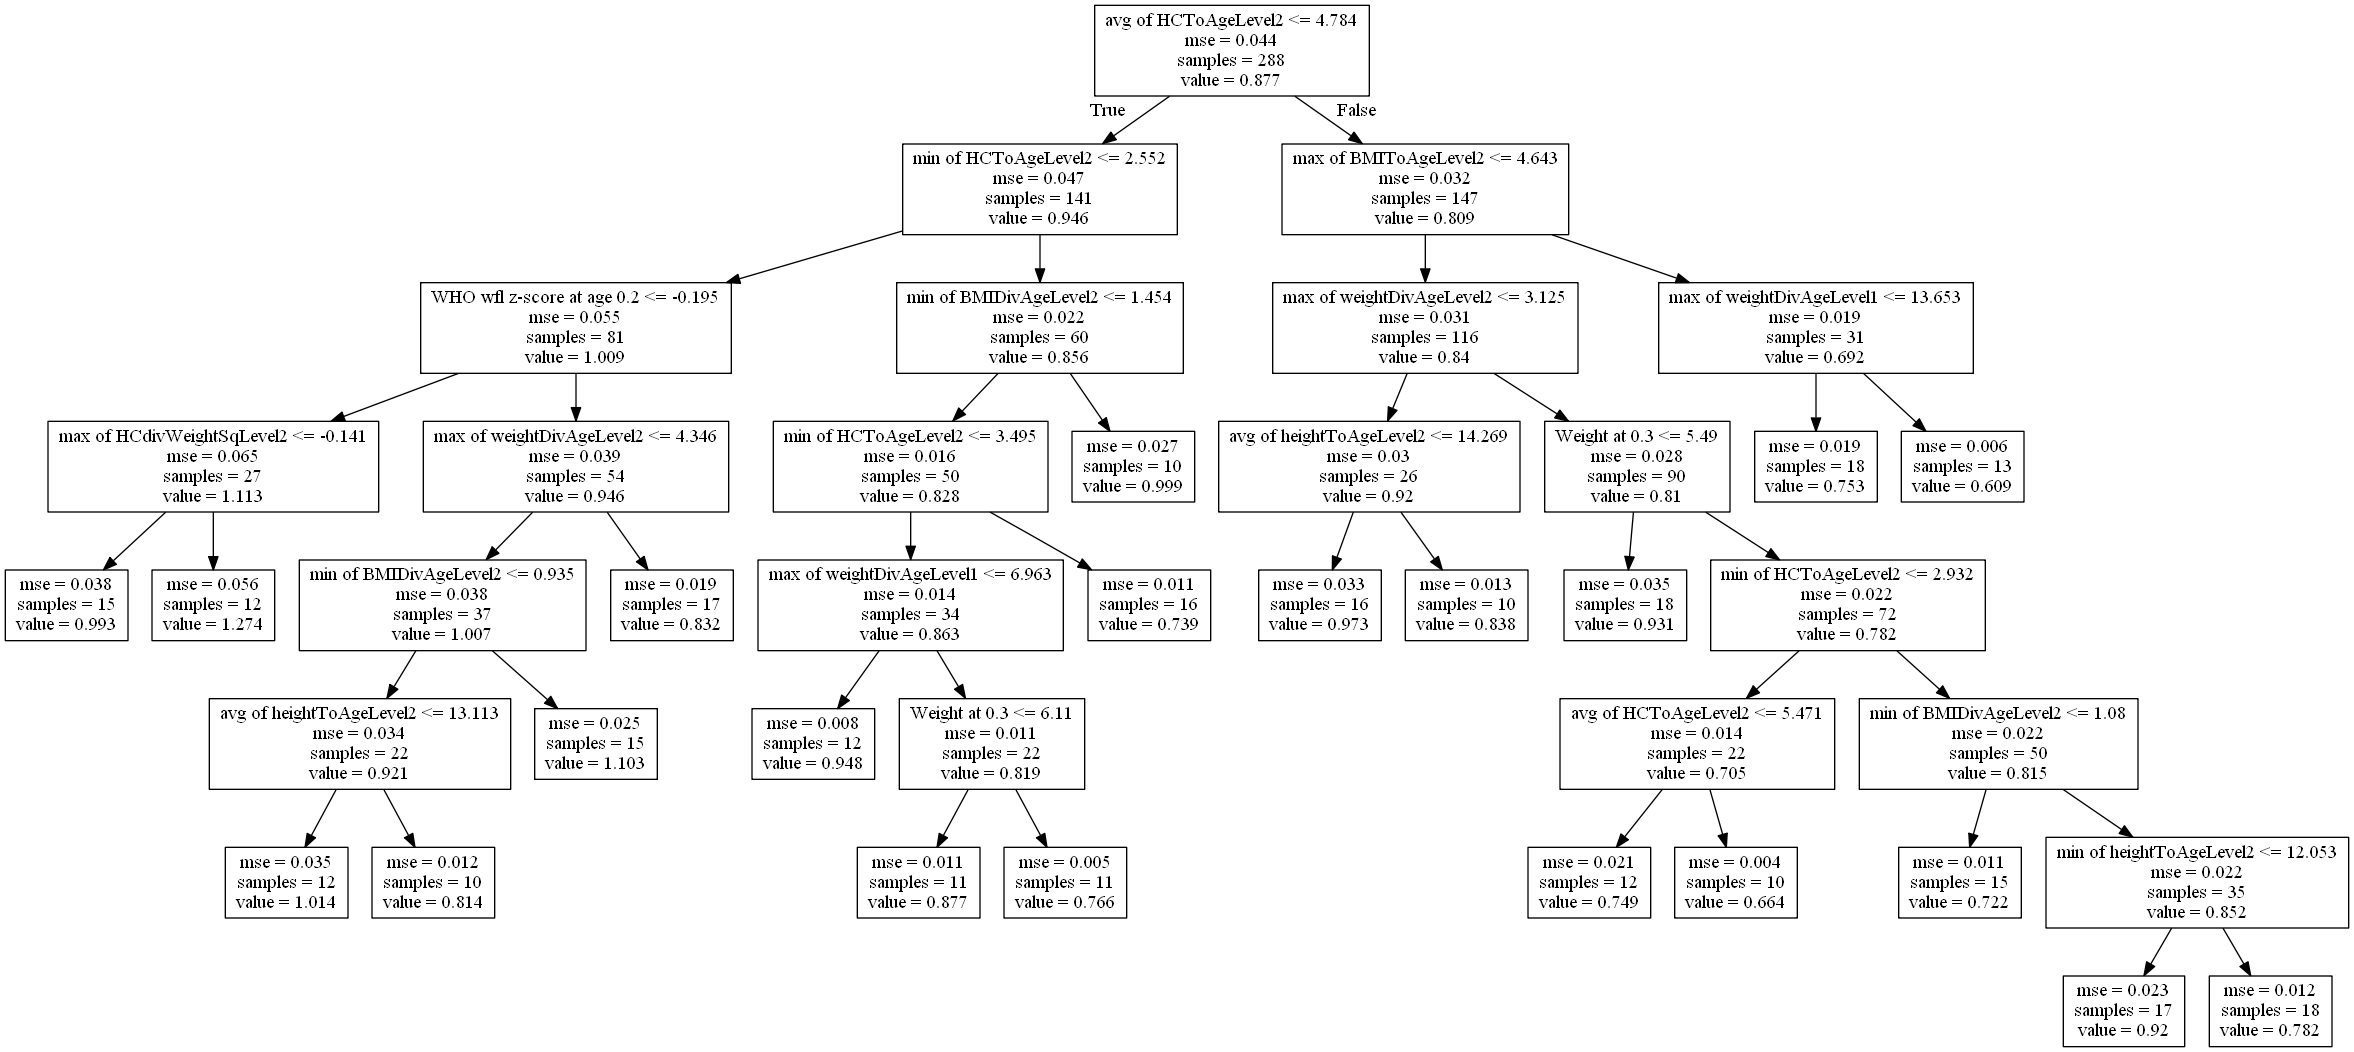 avg of HCToAgeLevel2 <= 4.784
mse = 0.044
samples = 288
value = 0.877
True
False
min of HCToAgeLevel2 <= 2.552
mse = 0.047
samples = 141
value = 0.946
max of BMIToAgeLevel2 <= 4.643
mse = 0.032
samples = 147
value = 0.809
WHO wfl z-score at age 0.2 <= -0.195
mse = 0.055
samples = 81
value = 1.009
min of BMIDivAgeLevel2 <= 1.454
mse = 0.022
samples = 60
value = 0.856
max of weightDivAgeLevel2 <= 3.125
mse = 0.031
samples = 116
value = 0.84
max of weightDivAgeLevel1 <= 13.653
mse = 0.019
samples = 31
value = 0.692
max of HCdivWeightSqLevel2 <= -0.141
mse = 0.065
samples = 27
value = 1.113
max of weightDivAgeLevel2 <= 4.346
mse = 0.039
samples = 54
value = 0.946
min of HCToAgeLevel2 <= 3.495
mse = 0.016
samples = 50
value = 0.828
mse = 0.027
samples = 10
value = 0.999
avg of heightToAgeLevel2 <= 14.269
mse = 0.03
samples = 26
value = 0.92
Weight at 0.3 <= 5.49
mse = 0.028
samples = 90
value = 0.81
mse = 0.019
samples = 18
value = 0.753
mse = 0.006
samples = 13
value = 0.609
mse = 0.038
samples = 15
value = 0.993
mse = 0.056
samples = 12
value = 1.274
min of BMIDivAgeLevel2 <= 0.935
mse = 0.038
samples = 37
value = 1.007
mse = 0.019
samples = 17
value = 0.832
max of weightDivAgeLevel1 <= 6.963
mse = 0.014
samples = 34
value = 0.863
mse = 0.011
samples = 16
value = 0.739
mse = 0.033
samples = 16
value = 0.973
mse = 0.013
samples = 10
value = 0.838
mse = 0.035
samples = 18
value = 0.931
min of HCToAgeLevel2 <= 2.932
mse = 0.022
samples = 72
value = 0.782
avg of heightToAgeLevel2 <= 13.113
mse = 0.034
samples = 22
value = 0.921
mse = 0.025
samples = 15
value = 1.103
mse = 0.008
samples = 12
value = 0.948
Weight at 0.3 <= 6.11
mse = 0.011
samples = 22
value = 0.819
avg of HCToAgeLevel2 <= 5.471
mse = 0.014
samples = 22
value = 0.705
min of BMIDivAgeLevel2 <= 1.08
mse = 0.022
samples = 50
value = 0.815
mse = 0.035
samples = 12
value = 1.014
mse = 0.012
samples = 10
value = 0.814
mse = 0.011
samples = 11
value = 0.877
mse = 0.005
samples = 11
value = 0.766
mse = 0.021
samples = 12
value = 0.749
mse = 0.004
samples = 10
value = 0.664
mse = 0.011
samples = 15
value = 0.722
min of heightToAgeLevel2 <= 12.053
mse = 0.022
samples = 35
value = 0.852
mse = 0.023
samples = 17
value = 0.92
mse = 0.012
samples = 18
value = 0.782